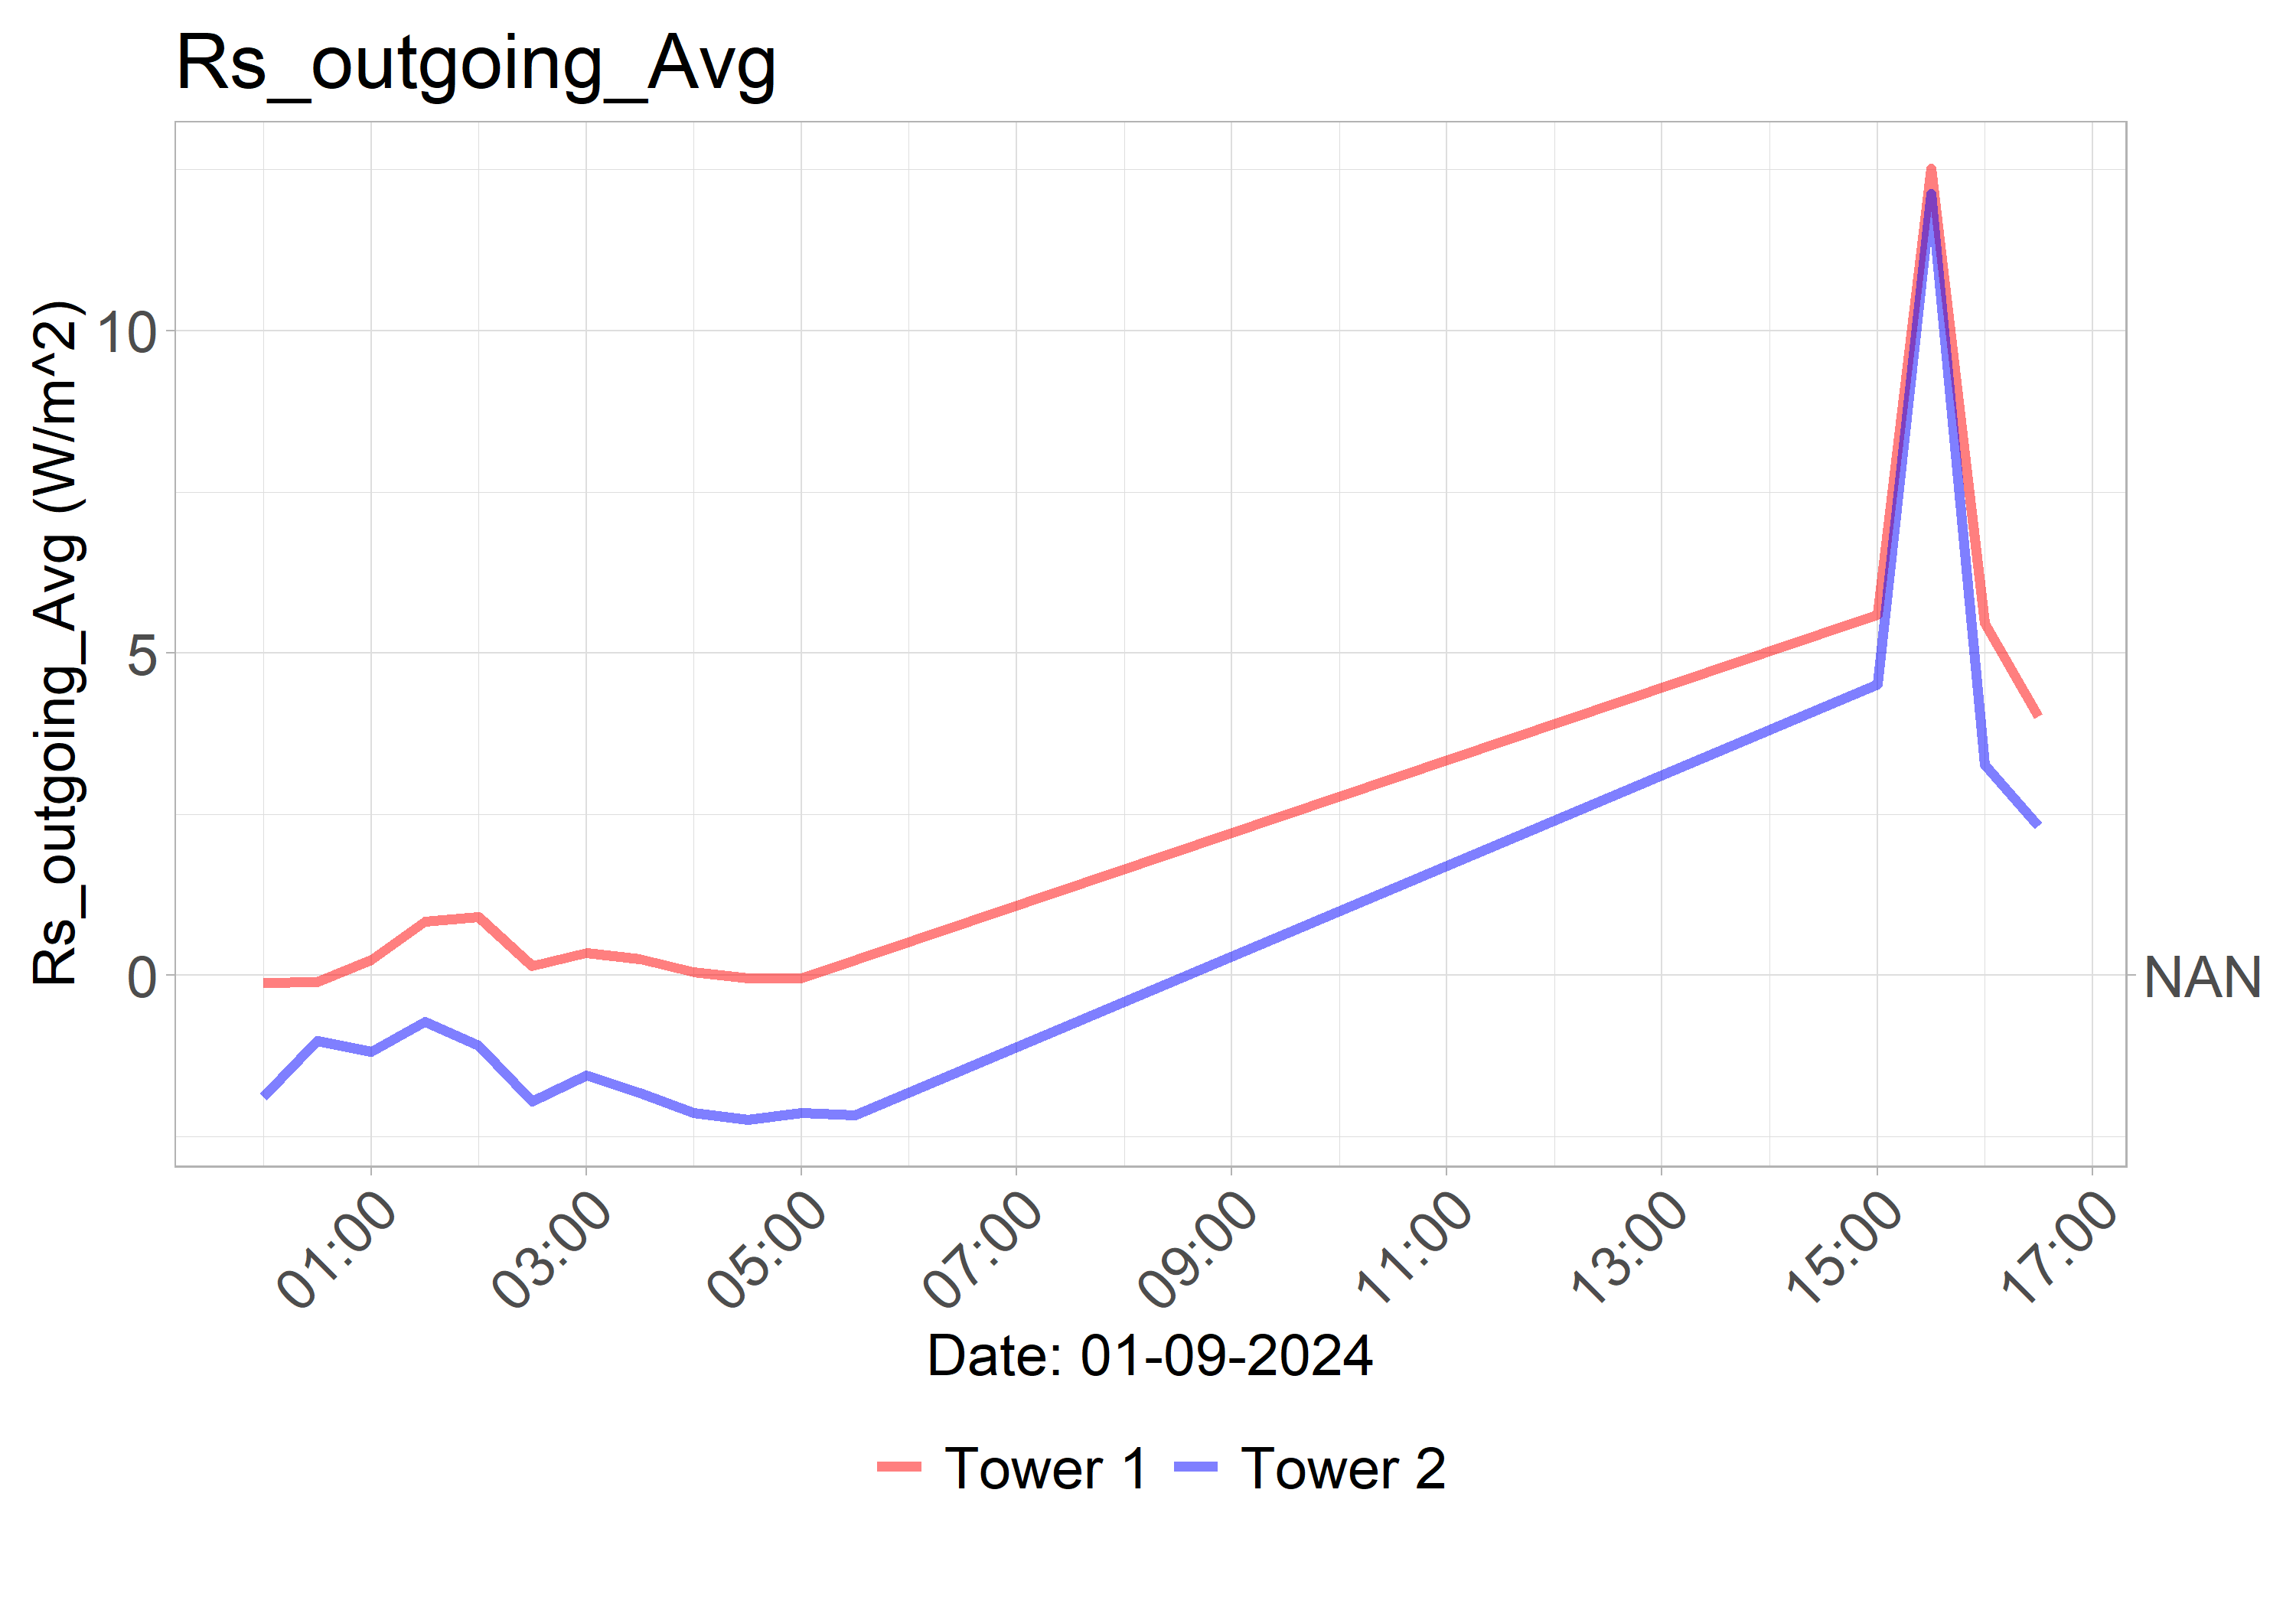 Rs_outgoing_Avg
Rs_outgoing_Avg (W/m^2)
10
5
0
NAN
01:00
03:00
05:00
07:00
09:00
11:00
13:00
15:00
17:00
Date: 01-09-2024
Tower 1
Tower 2